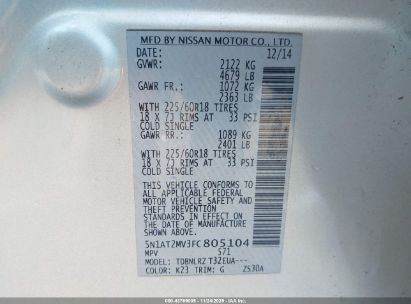 MFD BY NISSAN MOTOR CO., LTD.
DATE: 12/14
GVWR: 2122 KG
4679 LB
GAWR FR.: 1072 KG
2363 LB
WITH 225/60R18 TIRES
18 X 7J RIMS AT 33 PSI
COLD SINGLE
GAWR RR.: 1089 KG
2401 LB
WITH 225/60R18 TIRES
18 X 7J RIMS AT 33 PSI
COLD SINGLE
THIS VEHICLE CONFORMS TO ALL
APPLICABLE FEDERAL MOTOR
VEHICLE SAFETY, BUMPER, AND
THEFT PREVENTION STANDARDS
IN EFFECT ON THE DATE OF
MANUFACTURE SHOWN ABOVE.
5N1AT2MV3FC805104
MPV 571
MODEL: TDBNLRZ T32EUA---
COLOR: K23 TRIM: G Z530A